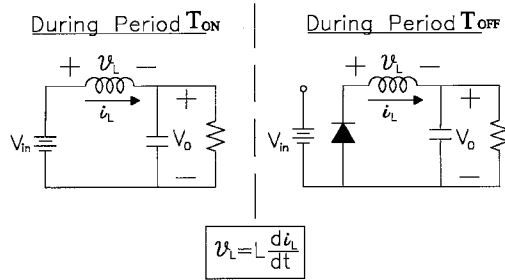 During Period TON
During Period TOFF
+ 𝓋L −
iL
Vin
+
Vo
−
+ 𝓋L −
iL
Vin
+
Vo
−
𝓋L=L diL/dt